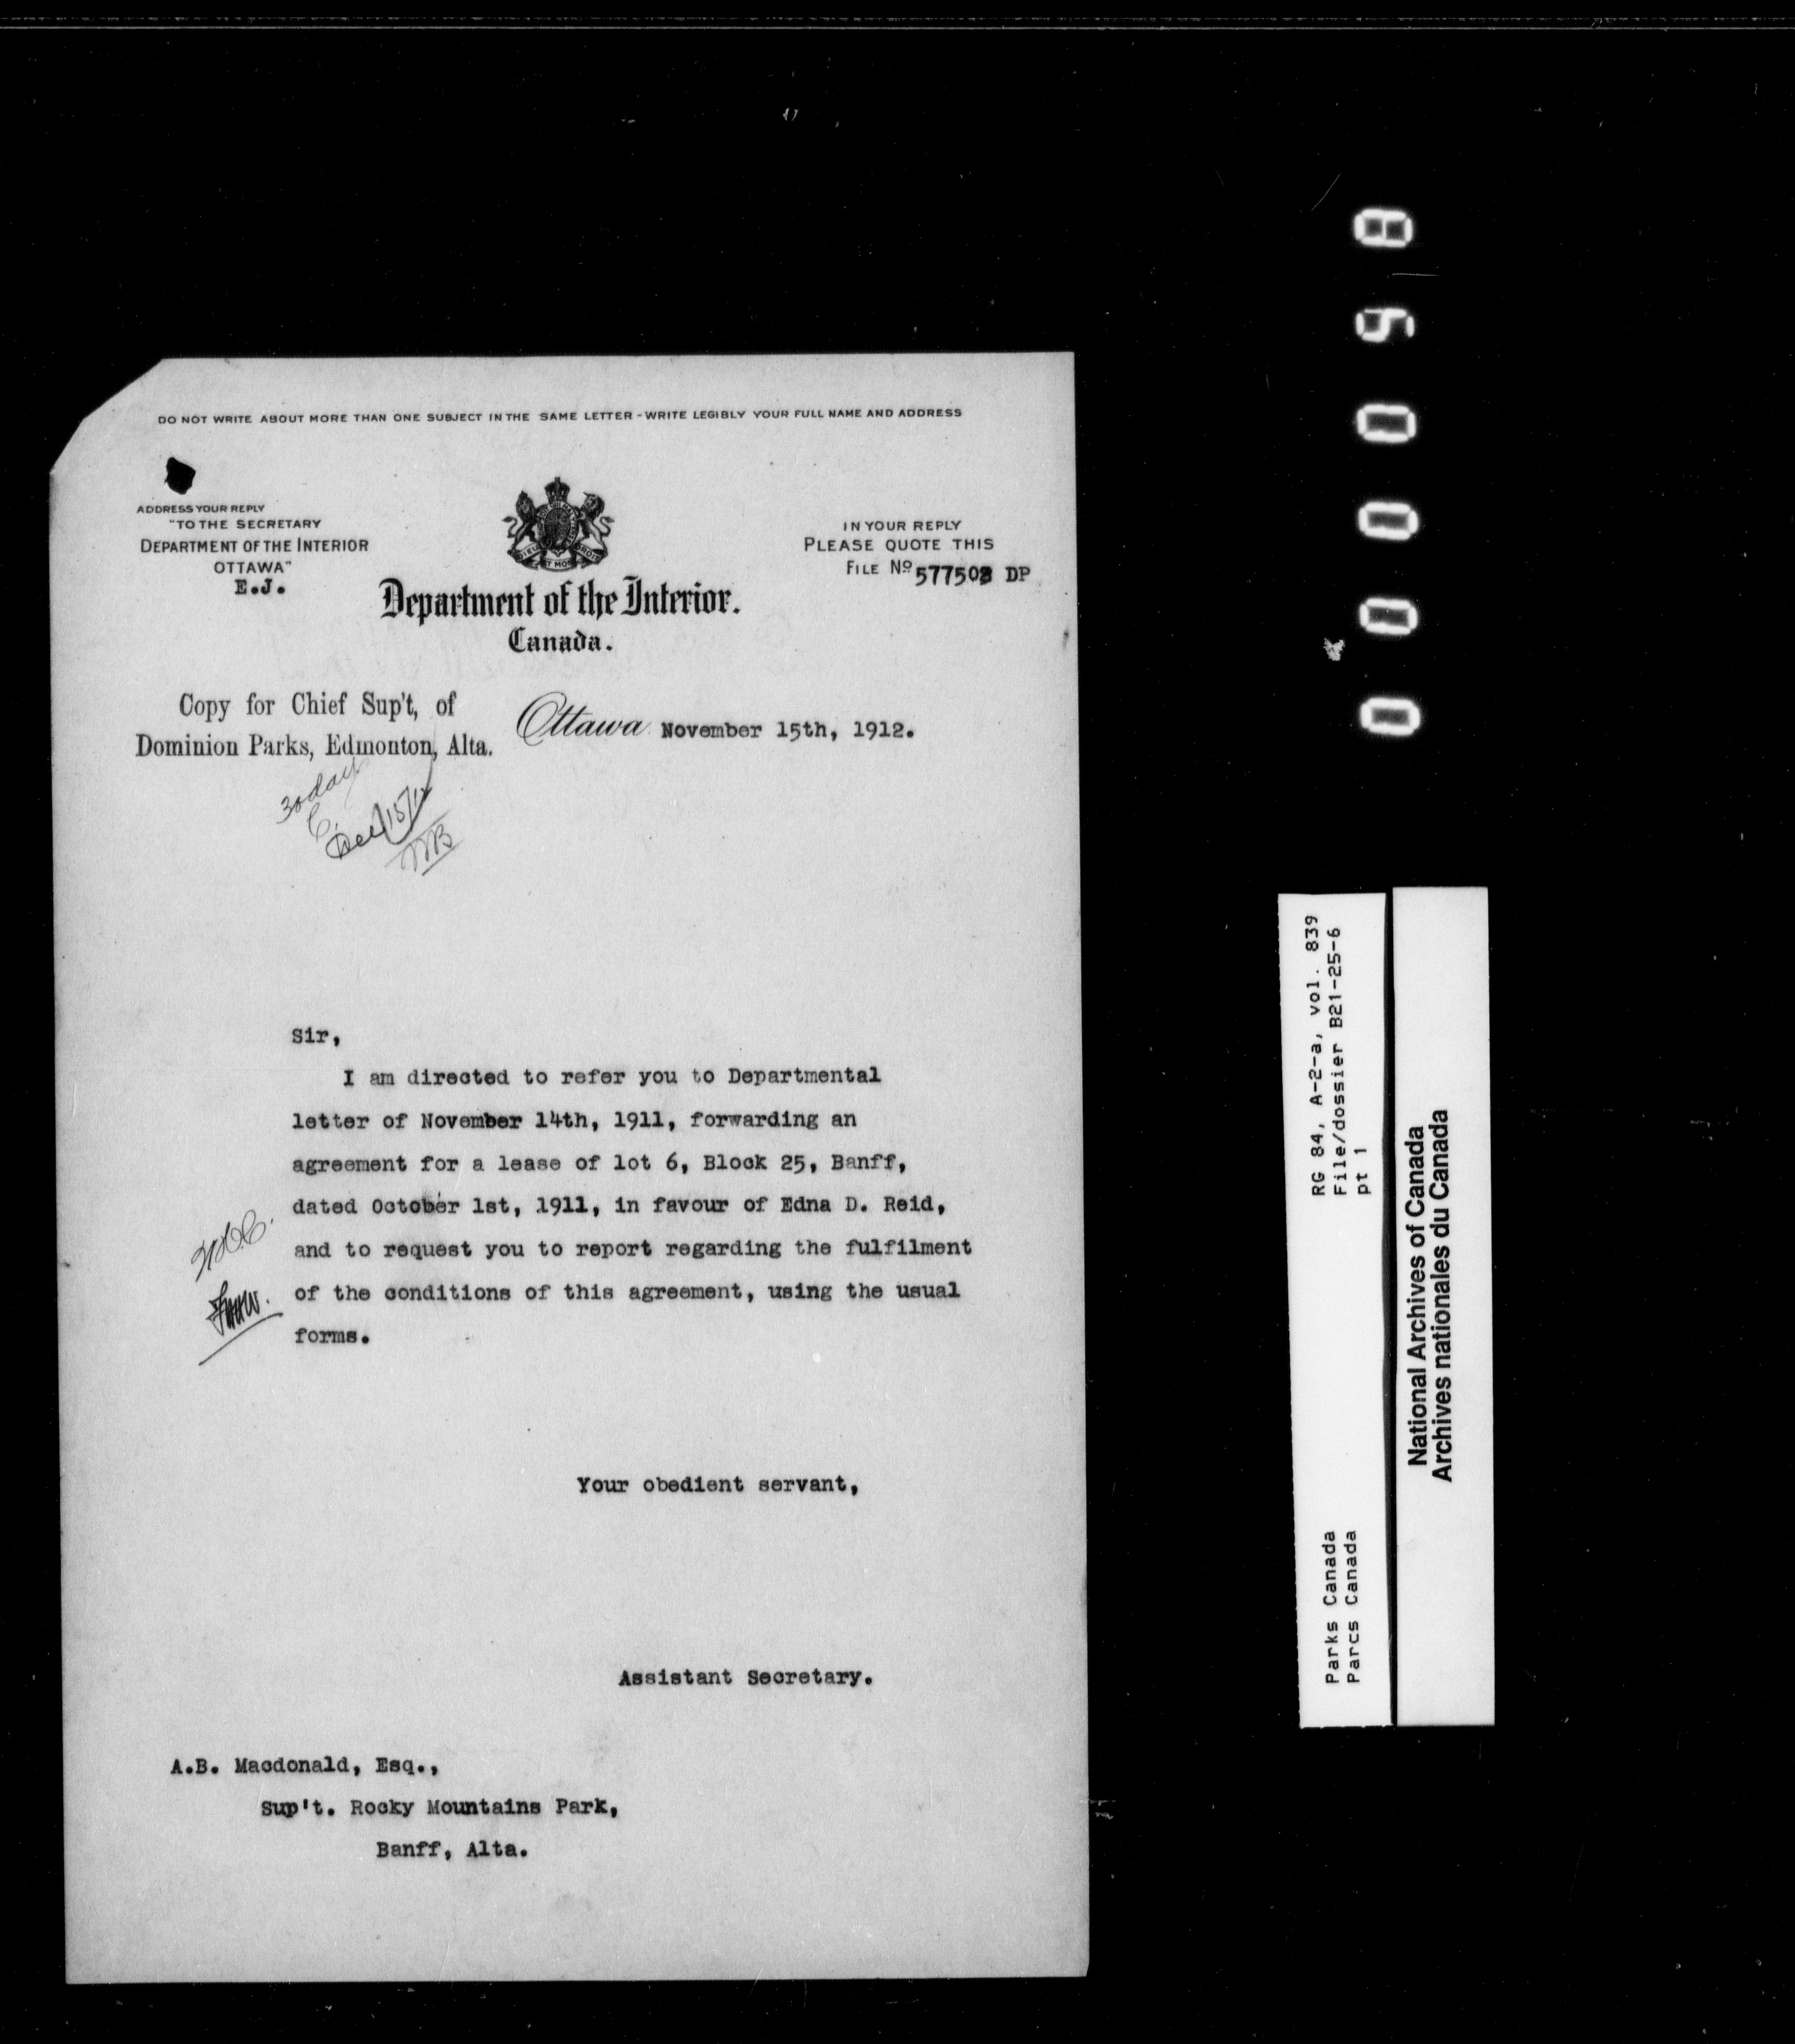 DO NOT WRITE ABOUT MORE THAN ONE SUBJECT IN THE SAME LETTER - WRITE LEGIBLY YOUR FULL NAME AND ADDRESS
ADDRESS YOUR REPLY
"TO THE SECRETARY
DEPARTMENT OF THE INTERIOR
OTTAWA"
E.J.
IN YOUR REPLY
PLEASE QUOTE THIS
FILE No 57750 DP
Department of the Interior.
Canada.
Copy for Chief Sup't, of
Dominion Parks, Edmonton, Alta.
Ottawa November 15th, 1912.
30 day
Dec 15/12
Sir,
I am directed to refer you to Departmental
letter of November 14th, 1911, forwarding an
agreement for a lease of lot 6, Block 25, Banff,
dated October 1st, 1911, in favour of Edna D. Reid,
and to request you to report regarding the fulfilment
of the conditions of this agreement, using the usual
forms.
Your obedient servant,
Assistant Secretary.
A.B. Macdonald, Esq.,
Sup't. Rocky Mountains Park,
Banff, Alta.
000058
RG 84, A-2-a, vol. 839
File/dossier B21-25-6
pt 1
Parks Canada
Parcs Canada
National Archives of Canada
Archives nationales du Canada